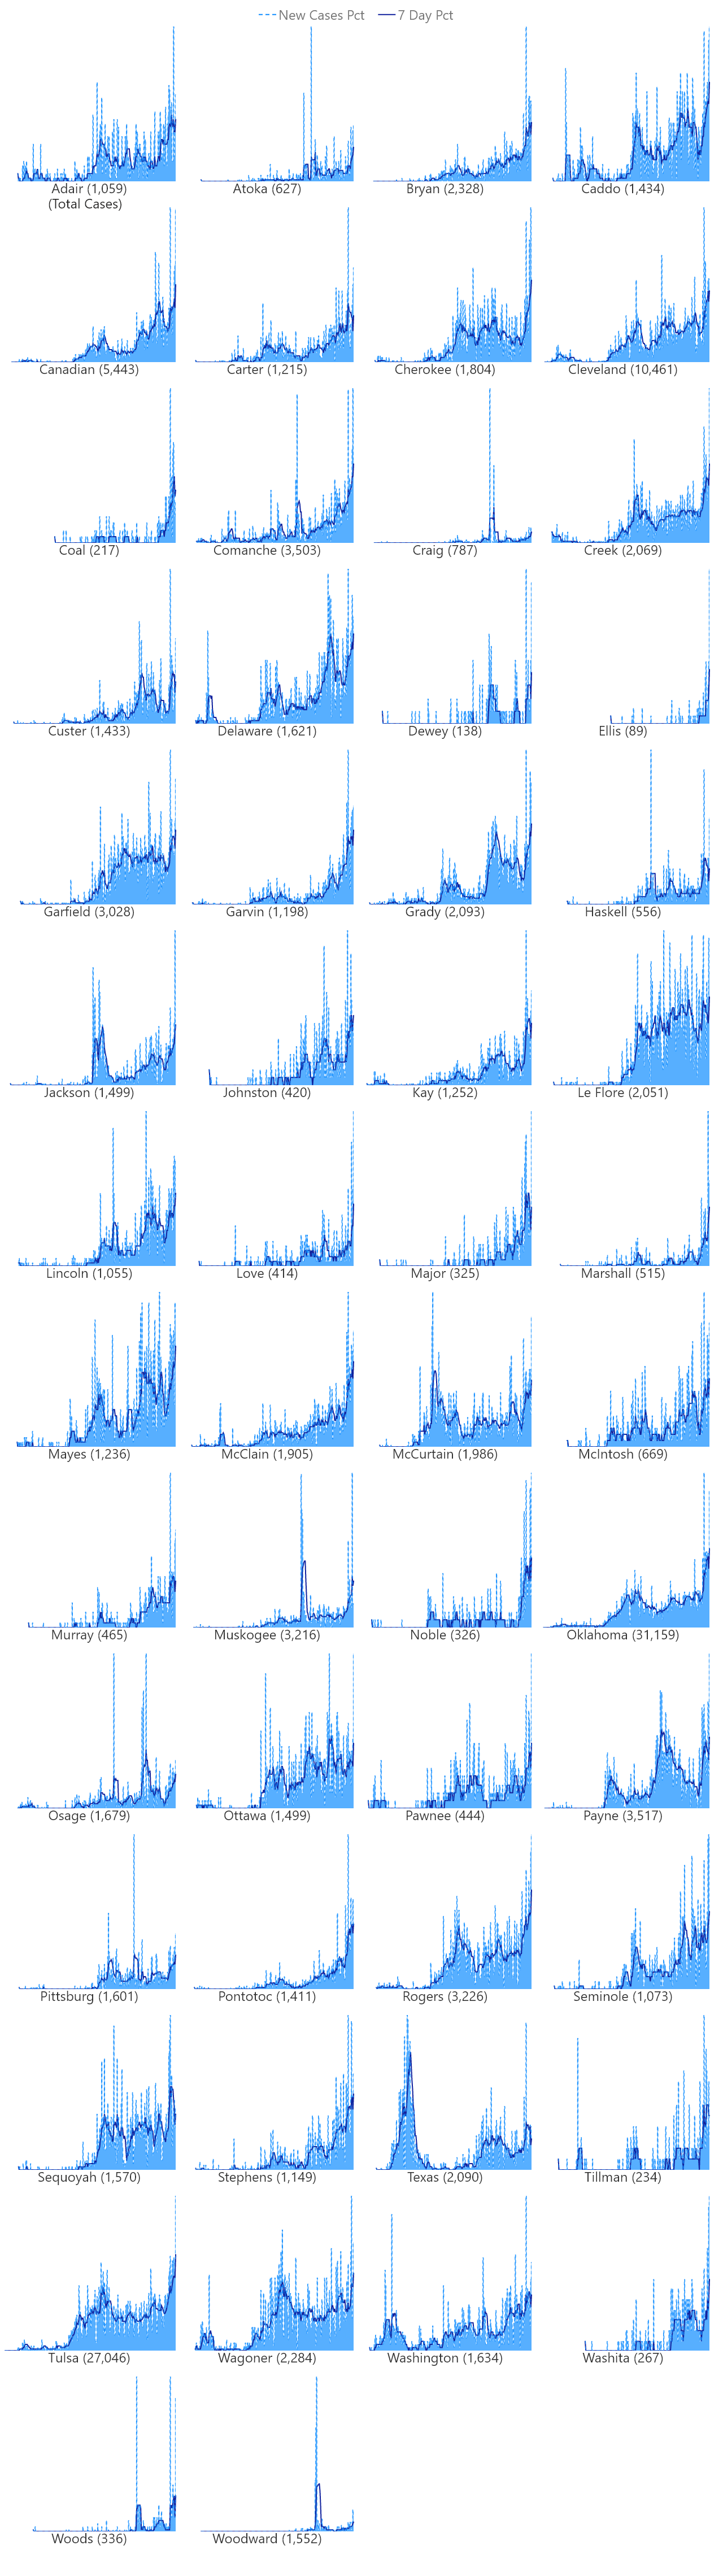 New Cases Pct 7 Day Pct
Adair (1,059) Atoka (627) Bryan (2,328) Caddo (1,434)
(Total Cases)
Canadian (5,443) Carter (1,215) Cherokee (1,804) Cleveland (10,461)
Coal (217) Comanche (3,503) Craig (787) Creek (2,069)
Custer (1,433) Delaware (1,621) Dewey (138) Ellis (89)
Garfield (3,028) Garvin (1,198) Grady (2,093) Haskell (556)
Jackson (1,499) Johnston (420) Kay (1,252) Le Flore (2,051)
Lincoln (1,055) Love (414) Major (325) Marshall (515)
Mayes (1,236) McClain (1,905) McCurtain (1,986) McIntosh (669)
Murray (465) Muskogee (3,216) Noble (326) Oklahoma (31,159)
Osage (1,679) Ottawa (1,499) Pawnee (444) Payne (3,517)
Pittsburg (1,601) Pontotoc (1,411) Rogers (3,226) Seminole (1,073)
Sequoyah (1,570) Stephens (1,149) Texas (2,090) Tillman (234)
Tulsa (27,046) Wagoner (2,284) Washington (1,634) Washita (267)
Woods (336) Woodward (1,552)